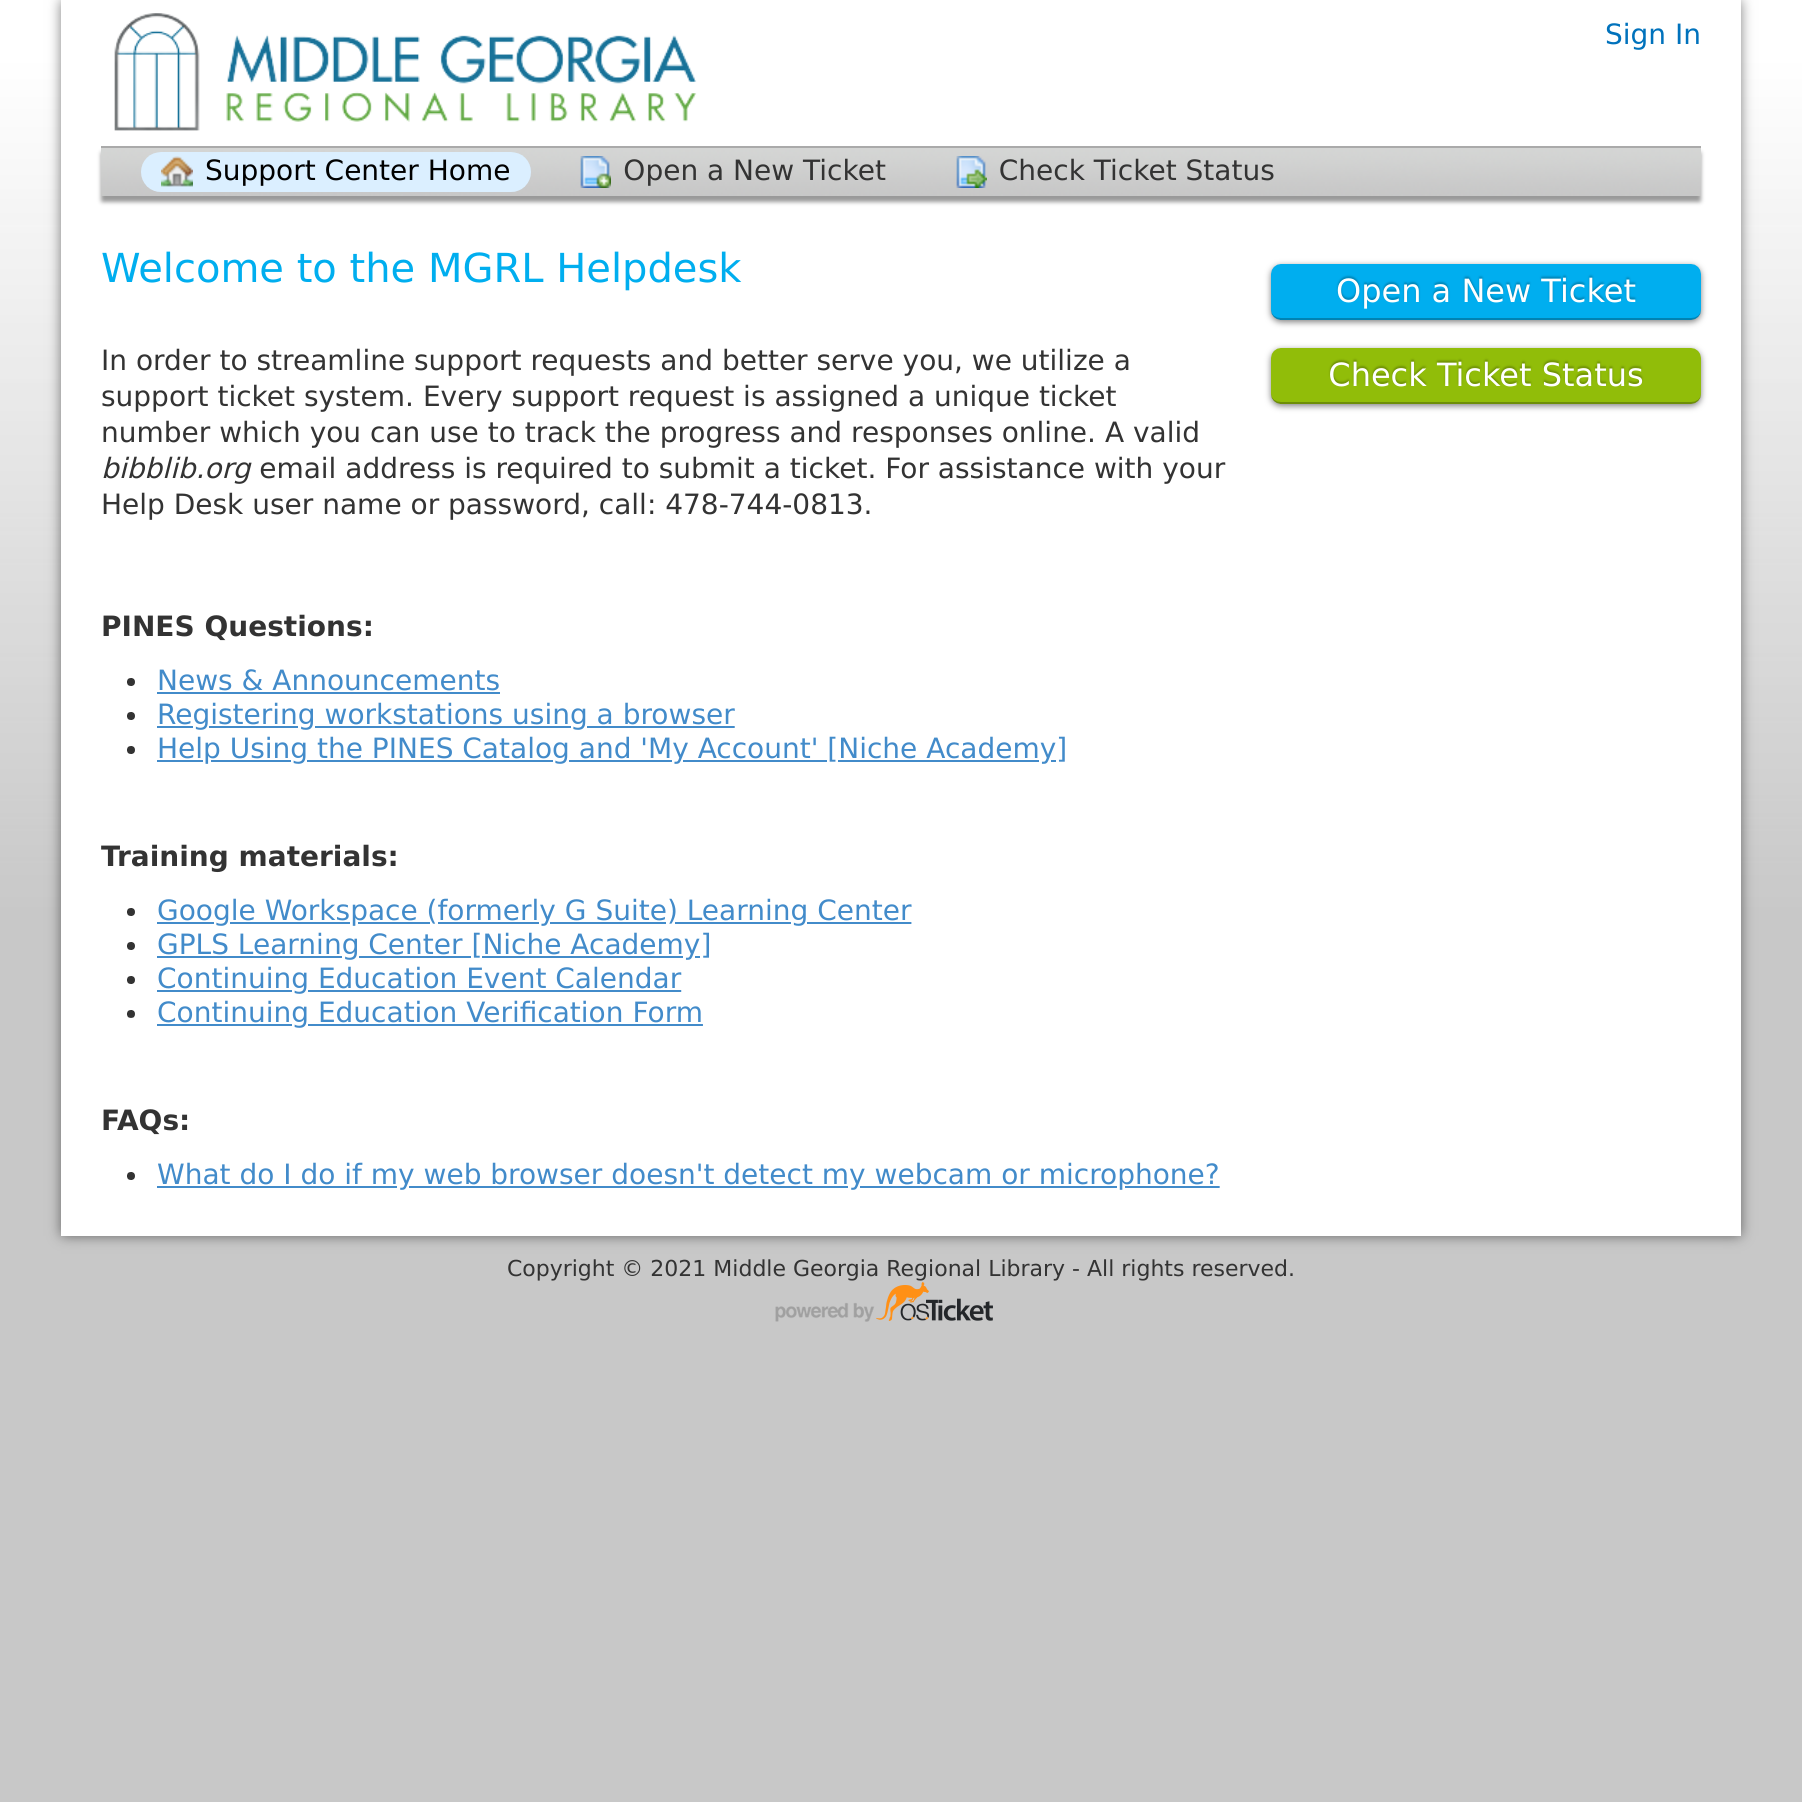 MIDDLE GEORGIA
REGIONAL LIBRARY
Sign In
Support Center Home
Open a New Ticket
Check Ticket Status
Welcome to the MGRL Helpdesk
Open a New Ticket
Check Ticket Status
In order to streamline support requests and better serve you, we utilize a
support ticket system. Every support request is assigned a unique ticket
number which you can use to track the progress and responses online. A valid
bibblib.org email address is required to submit a ticket. For assistance with your
Help Desk user name or password, call: 478-744-0813.
PINES Questions:
News & Announcements
Registering workstations using a browser
Help Using the PINES Catalog and 'My Account' [Niche Academy]
Training materials:
Google Workspace (formerly G Suite) Learning Center
GPLS Learning Center [Niche Academy]
Continuing Education Event Calendar
Continuing Education Verification Form
FAQs:
What do I do if my web browser doesn't detect my webcam or microphone?
Copyright © 2021 Middle Georgia Regional Library - All rights reserved.
powered by osTicket